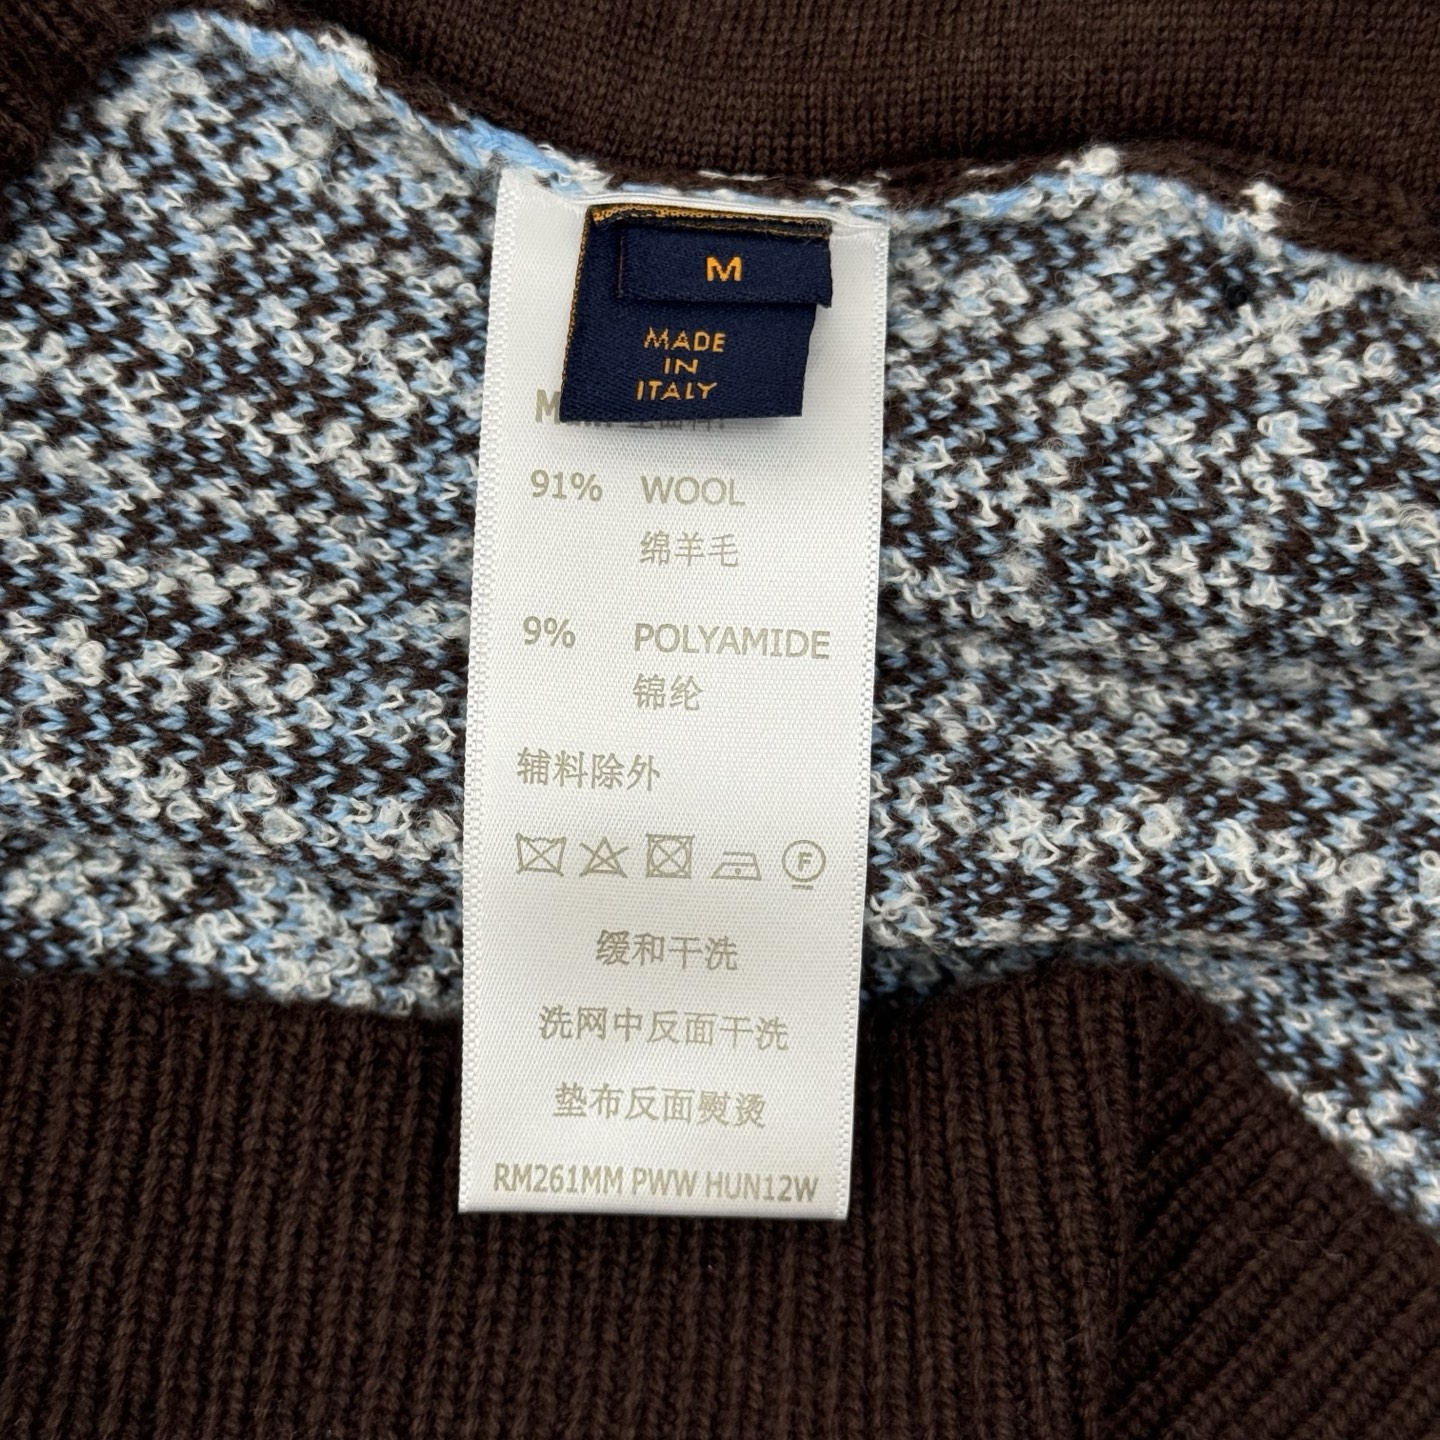 M
MADE
IN
ITALY
91% WOOL
绵羊毛
9% POLYAMIDE
锦纶
辅料除外
F
缓和干洗
洗网中反面干洗
垫布反面熨烫
RM261MM PWW HUN12W